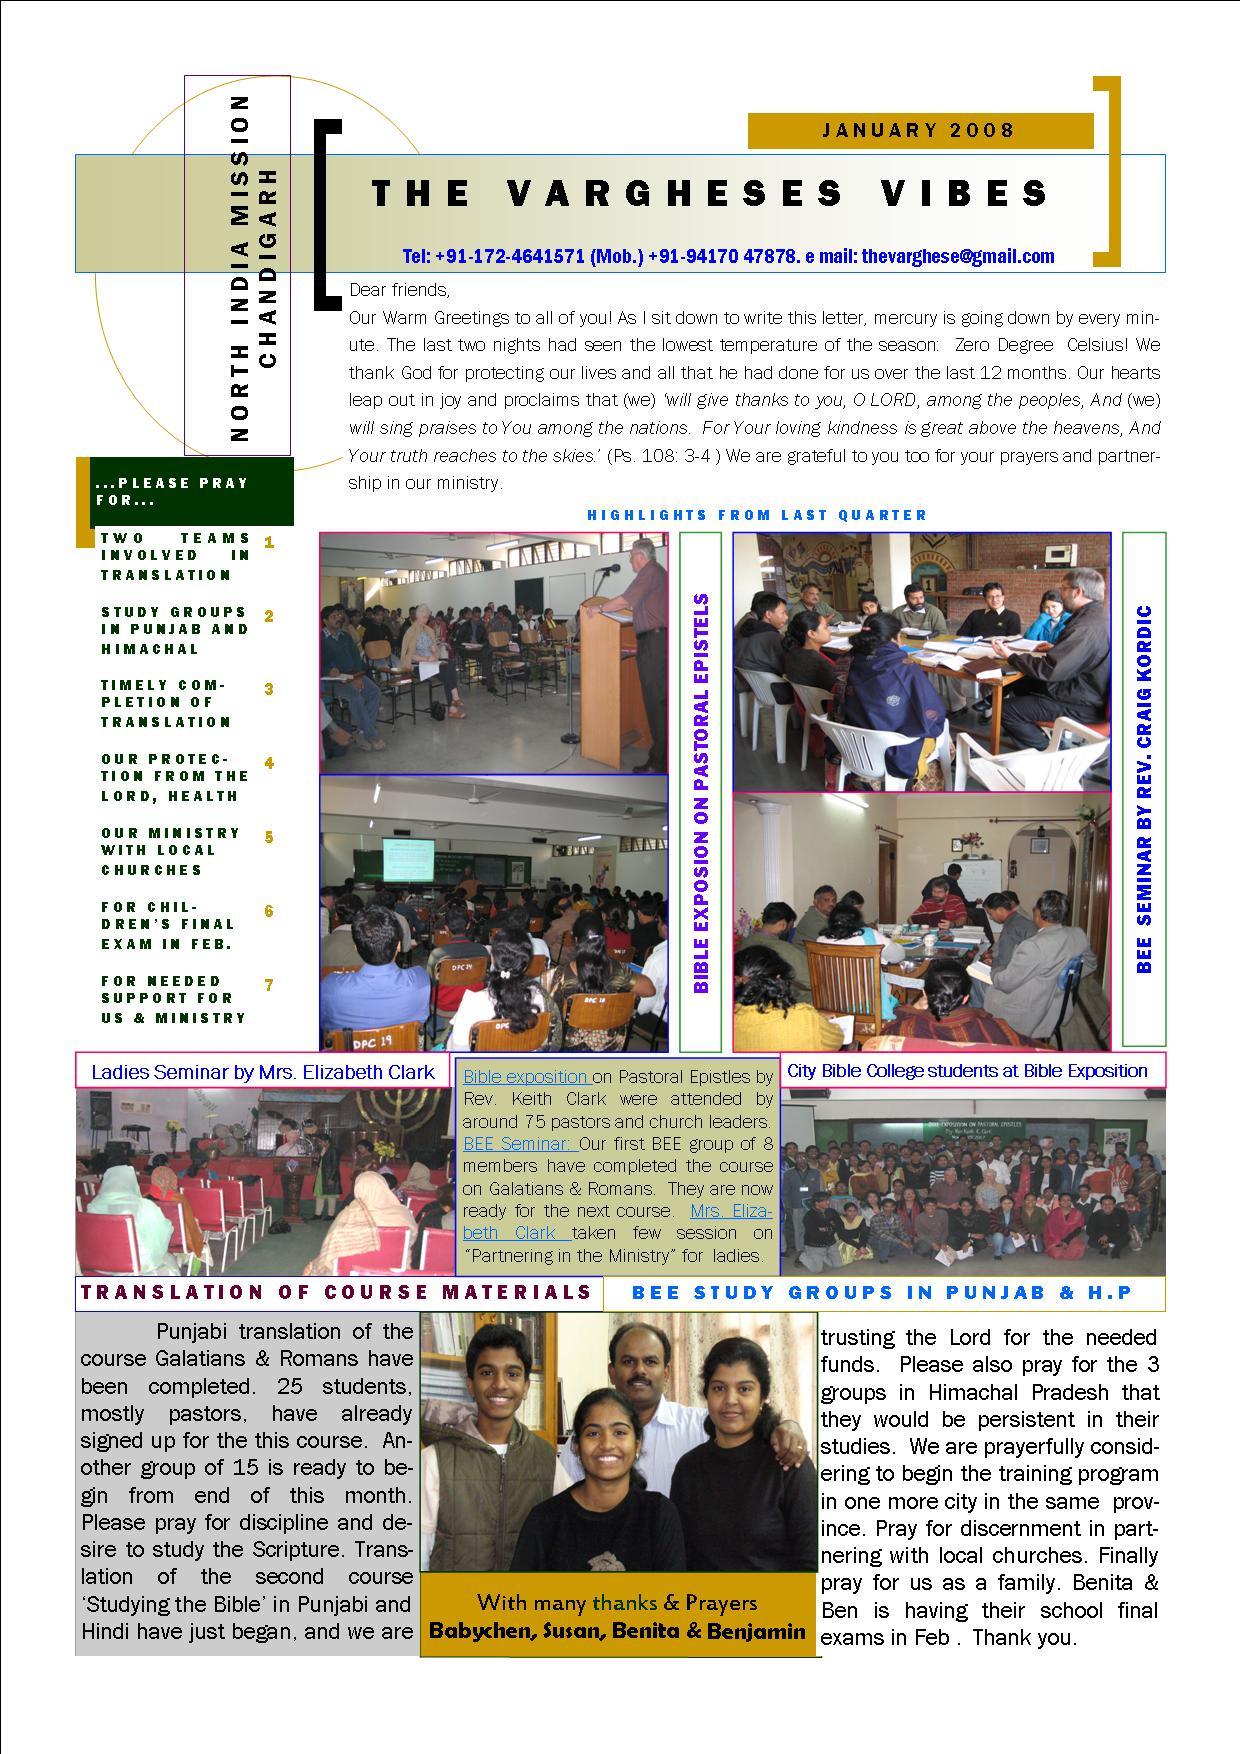 NORTH INDIA MISSION
CHANDIGARH
JANUARY 2008
THE VARGHESES VIBES
Tel: +91-172-4641571 (Mob.) +91-94170 47878. e mail: thevarghese@gmail.com
Dear friends,
Our Warm Greetings to all of you! As I sit down to write this letter, mercury is going down by every min-
ute. The last two nights had seen the lowest temperature of the season: Zero Degree Celsius! We
thank God for protecting our lives and all that he had done for us over the last 12 months. Our hearts
leap out in joy and proclaims that (we) 'will give thanks to you, O LORD, among the peoples, And (we)
will sing praises to You among the nations. For Your loving kindness is great above the heavens, And
Your truth reaches to the skies.' (Ps. 108: 3-4 ) We are grateful to you too for your prayers and partner-
ship in our ministry.
...PLEASE PRAY
FOR...
TWO TEAMS 1
INVOLVED IN
TRANSLATION
STUDY GROUPS 2
IN PUNJAB AND
HIMACHAL
TIMELY COM- 3
PLETION OF
TRANSLATION
OUR PROTEC- 4
TION FROM THE
LORD, HEALTH
OUR MINISTRY 5
WITH LOCAL
CHURCHES
FOR CHIL- 6
DREN'S FINAL
EXAM IN FEB.
FOR NEEDED 7
SUPPORT FOR
US & MINISTRY
HIGHLIGHTS FROM LAST QUARTER
BIBLE EXPOSION ON PASTORAL EPISTELS
BEE SEMINAR BY REV. CRAIG KORDIC
DPC 19
DPC 14
DPC 18
Ladies Seminar by Mrs. Elizabeth Clark
Bible exposition on Pastoral Epistles by
Rev. Keith Clark were attended by
around 75 pastors and church leaders.
BEE Seminar: Our first BEE group of 8
members have completed the course
on Galatians & Romans. They are now
ready for the next course. Mrs. Eliza-
beth Clark taken few session on
"Partnering in the Ministry" for ladies.
City Bible College students at Bible Exposition
BIBLE EXPOSITION ON PASTORAL EPISTLES
TRANSLATION OF COURSE MATERIALS
BEE STUDY GROUPS IN PUNJAB & H.P
Punjabi translation of the
course Galatians & Romans have
been completed. 25 students,
mostly pastors, have already
signed up for the this course. An-
other group of 15 is ready to be-
gin from end of this month.
Please pray for discipline and de-
sire to study the Scripture. Trans-
lation of the second course
'Studying the Bible' in Punjabi and
Hindi have just began, and we are
trusting the Lord for the needed
funds. Please also pray for the 3
groups in Himachal Pradesh that
they would be persistent in their
studies. We are prayerfully consid-
ering to begin the training program
in one more city in the same prov-
ince. Pray for discernment in part-
nering with local churches. Finally
pray for us as a family. Benita &
Ben is having their school final
exams in Feb . Thank you.
With many thanks & Prayers
Babychen, Susan, Benita & Benjamin